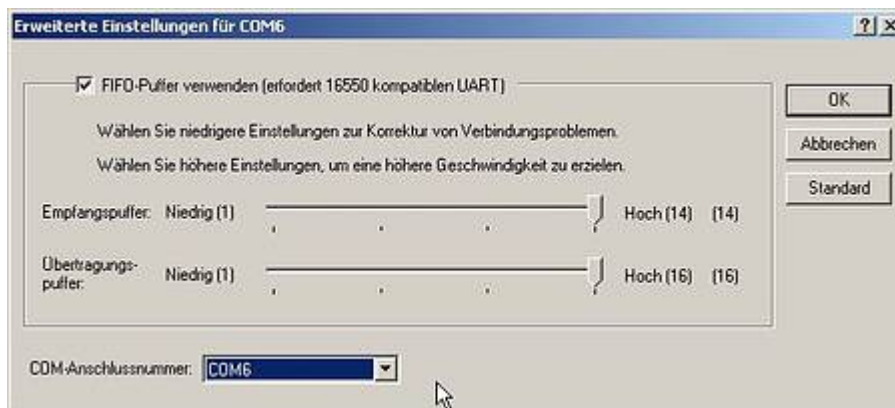 Erweiterte Einstellungen für COM6
FIFO-Puffer verwenden (erfordert 16550 kompatiblen UART)
Wählen Sie niedrigere Einstellungen zur Korrektur von Verbindungsproblemen.
Wählen Sie höhere Einstellungen, um eine höhere Geschwindigkeit zu erzielen.
Empfangspuffer: Niedrig (1) Hoch (14) (14)
Übertragungs-
puffer: Niedrig (1) Hoch (16) (16)
COM-Anschlussnummer: COM6
OK
Abbrechen
Standard